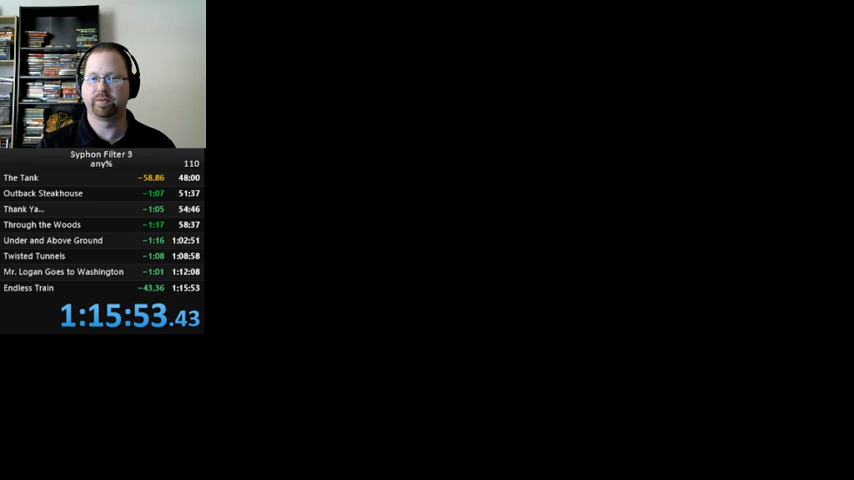 Syphon Filter 3
any% 110
The Tank -58.86 48:00
Outback Steakhouse -1:07 51:37
Thank Ya... -1:05 54:46
Through the Woods -1:17 58:37
Under and Above Ground -1:16 1:02:51
Twisted Tunnels -1:08 1:08:58
Mr. Logan Goes to Washington -1:01 1:12:08
Endless Train -43.36 1:15:53
1:15:53.43